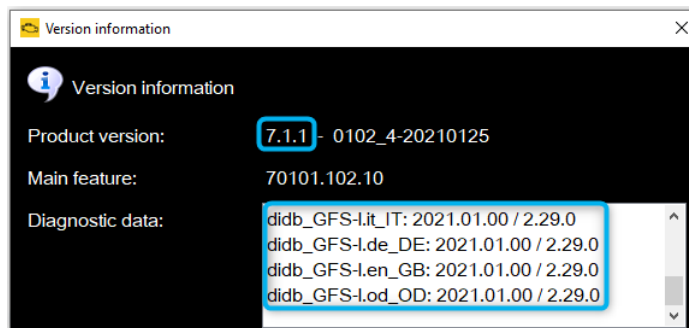 Version information
Version information
Product version: 7.1.1 - 0102_4-20210125
Main feature: 70101.102.10
Diagnostic data: didb_GFS-I.it_IT: 2021.01.00 / 2.29.0
didb_GFS-I.de_DE: 2021.01.00 / 2.29.0
didb_GFS-I.en_GB: 2021.01.00 / 2.29.0
didb_GFS-I.od_OD: 2021.01.00 / 2.29.0